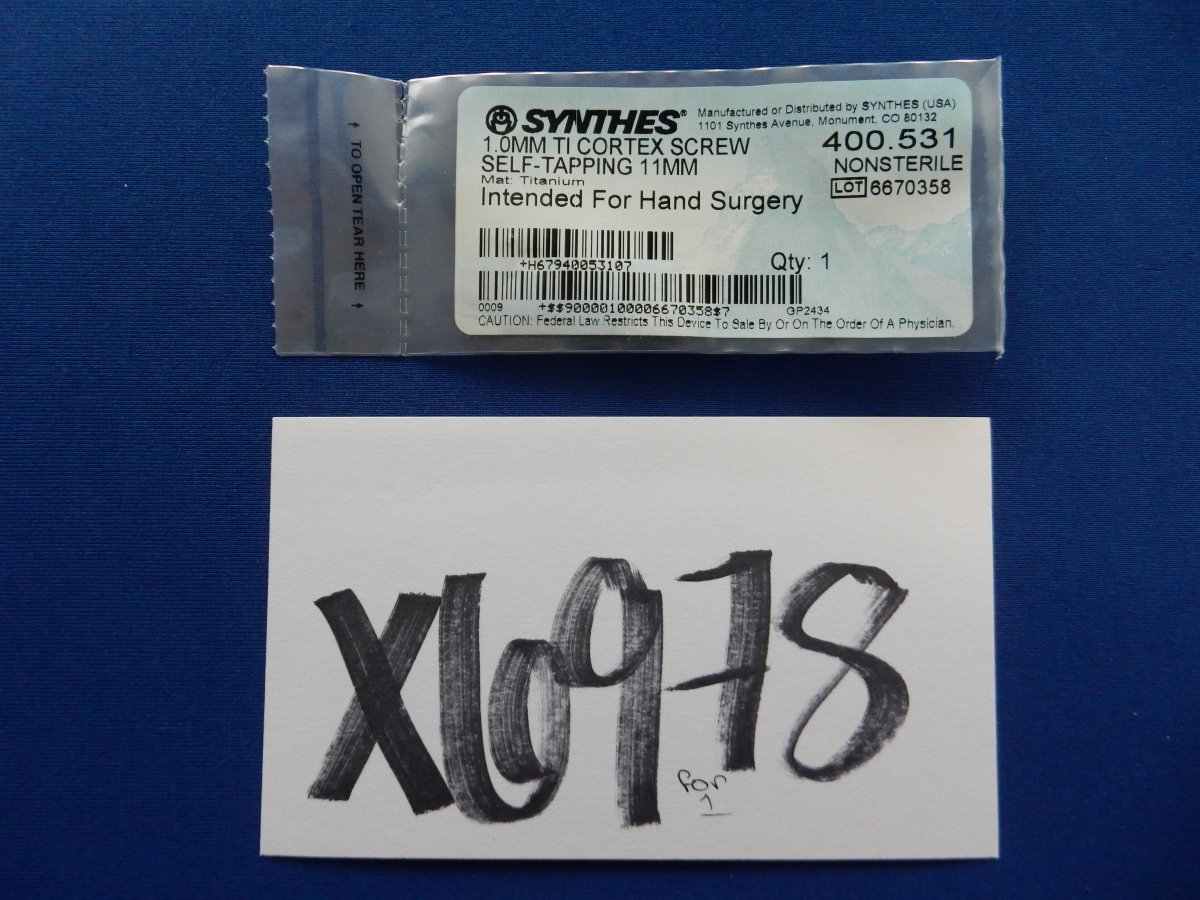 ↑ TO OPEN TEAR HERE ↑
SYNTHES®
Manufactured or Distributed by SYNTHES (USA)
1101 Synthes Avenue, Monument, CO 80132
1.0MM TI CORTEX SCREW
SELF-TAPPING 11MM
Mat: Titanium
Intended For Hand Surgery
400.531
NONSTERILE
LOT 6670358
+H67940053107
Qty: 1
0009 +$$90000100006670358$7 GP2434
CAUTION: Federal Law Restricts This Device To Sale By Or On The Order Of A Physician.
X6978
for
1